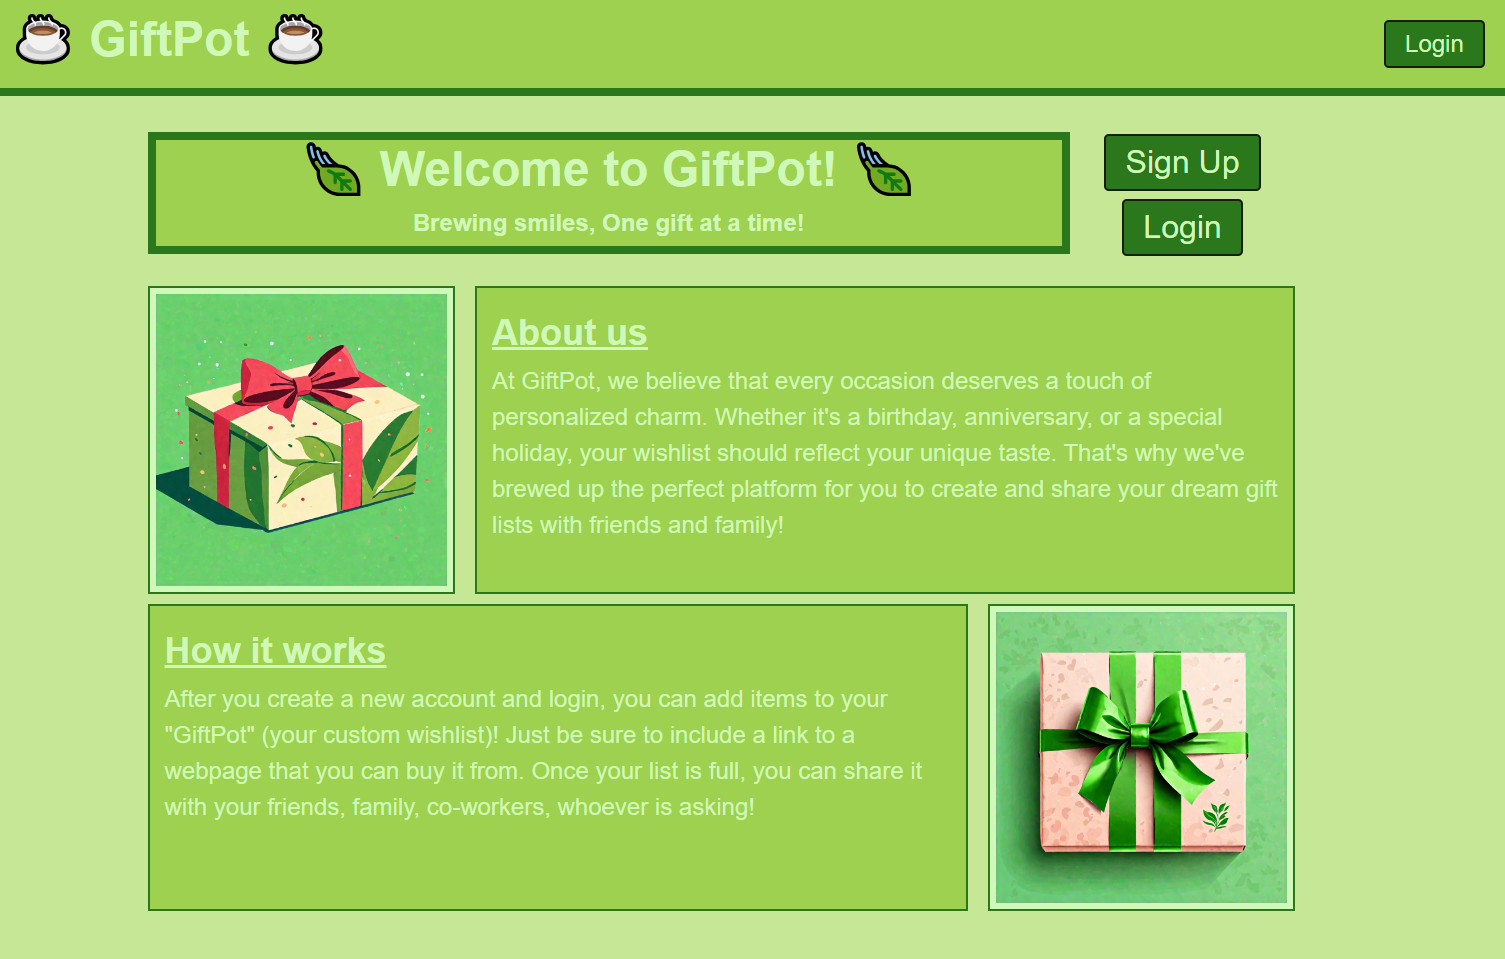 GiftPot
Login
Welcome to GiftPot!
Brewing smiles, One gift at a time!
Sign Up
Login
About us
At GiftPot, we believe that every occasion deserves a touch of
personalized charm. Whether it's a birthday, anniversary, or a special
holiday, your wishlist should reflect your unique taste. That's why we've
brewed up the perfect platform for you to create and share your dream gift
lists with friends and family!
How it works
After you create a new account and login, you can add items to your
"GiftPot" (your custom wishlist)! Just be sure to include a link to a
webpage that you can buy it from. Once your list is full, you can share it
with your friends, family, co-workers, whoever is asking!